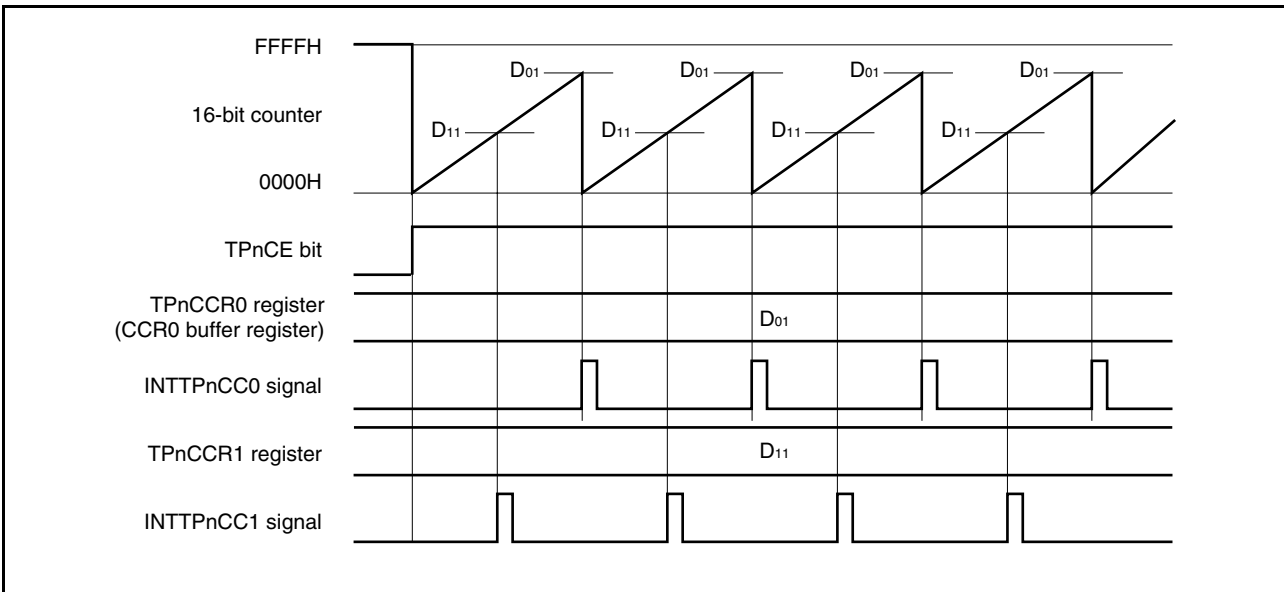 FFFFH
D01 D01 D01 D01
16-bit counter
D11 D11 D11 D11
0000H
TPnCE bit
TPnCCR0 register
(CCR0 buffer register)
D01
INTTPnCC0 signal
TPnCCR1 register
D11
INTTPnCC1 signal